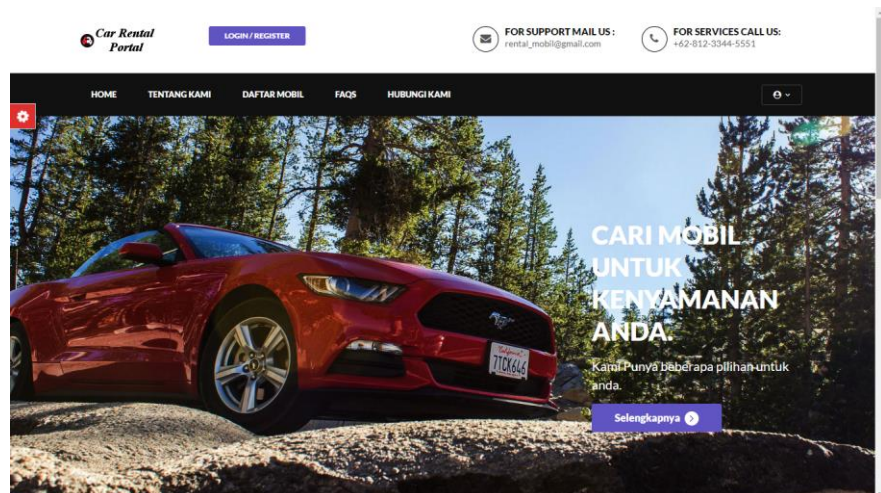 Car Rental
Portal
LOGIN / REGISTER
FOR SUPPORT MAIL US :
rental_mobil@gmail.com
FOR SERVICES CALL US:
+62-812-3344-5551
HOME TENTANG KAMI DAFTAR MOBIL FAQS HUBUNGI KAMI
CARI MOBIL
UNTUK
KENYAMANAN
ANDA.
Kami Punya beberapa pilihan untuk
anda.
Selengkapnya
California
7TCK646